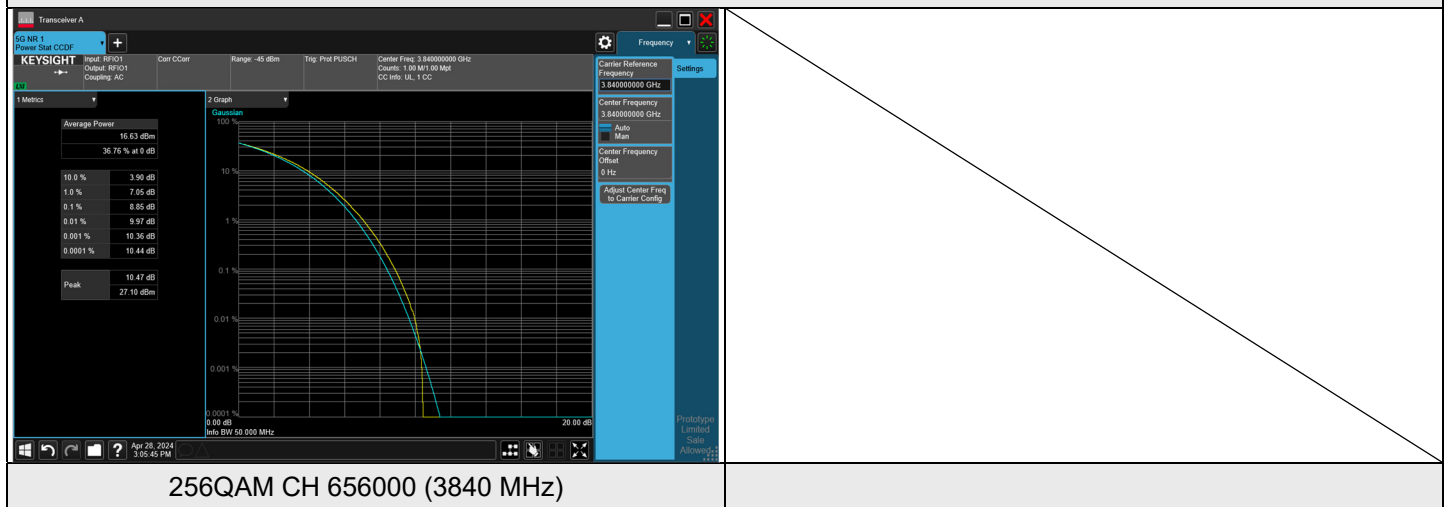 Transceiver A
5G NR 1
Power Stat CCDF
+
Frequency
KEYSIGHT
Input: RFIO1
Output: RFIO1
Coupling: AC
Corr CCorr
Range: -45 dBm
Trig: Prot PUSCH
Center Freq: 3.840000000 GHz
Counts: 1.00 M/1.00 Mpt
CC Info: UL, 1 CC
Carrier Reference
Frequency
3.840000000 GHz
Settings
1 Metrics
2 Graph
Center Frequency
3.840000000 GHz
Auto
Man
Center Frequency
Offset
0 Hz
Adjust Center Freq
to Carrier Config
Average Power
16.63 dBm
36.76 % at 0 dB
10.0 % 3.90 dB
1.0 % 7.05 dB
0.1 % 8.85 dB
0.01 % 9.97 dB
0.001 % 10.36 dB
0.0001 % 10.44 dB
Peak
10.47 dB
27.10 dBm
Gaussian
100 %
10 %
1 %
0.1 %
0.01 %
0.001 %
0.0001 %
0.00 dB
20.00 dB
Info BW 50.000 MHz
Prototype
Limited
Sale
Allowed
?
Apr 28, 2024
3:05:45 PM
256QAM CH 656000 (3840 MHz)